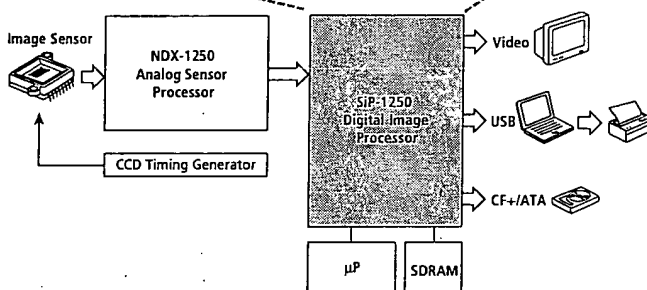 Image Sensor
NDX-1250
Analog Sensor
Processor
CCD Timing Generator
SiP-1250
Digital Image
Processor
Video
USB
CF+/ATA
µP
SDRAM